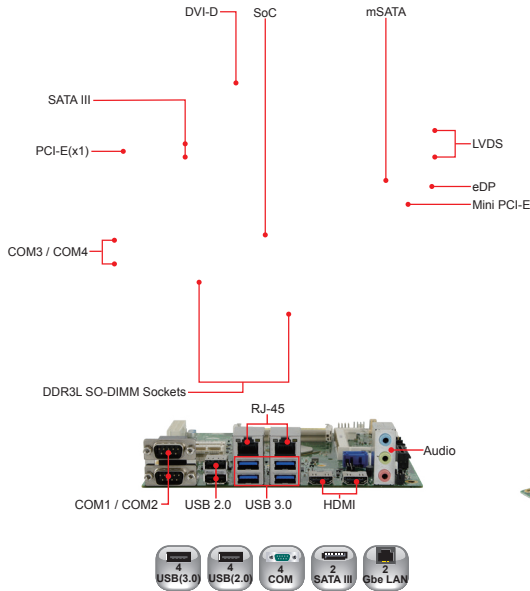 DVI-D
SoC
mSATA
SATA III
PCI-E(x1)
LVDS
eDP
Mini PCI-E
COM3 / COM4
DDR3L SO-DIMM Sockets
RJ-45
Audio
COM1 / COM2
USB 2.0
USB 3.0
HDMI
4
USB(3.0)
4
USB(2.0)
4
COM
2
SATA III
2
Gbe LAN